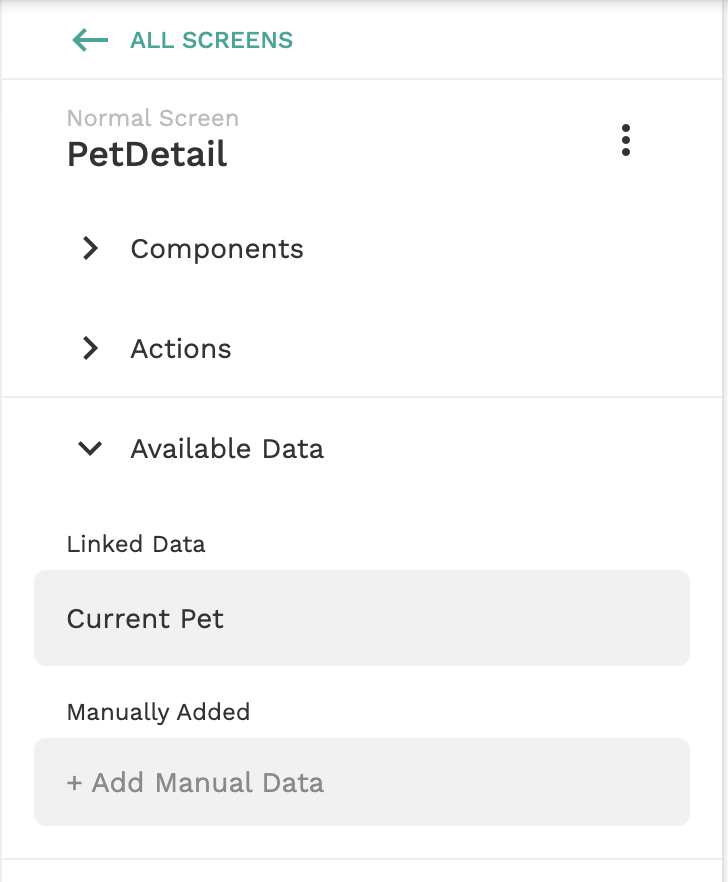 ALL SCREENS
Normal Screen
PetDetail
Components
Actions
Available Data
Linked Data
Current Pet
Manually Added
+ Add Manual Data